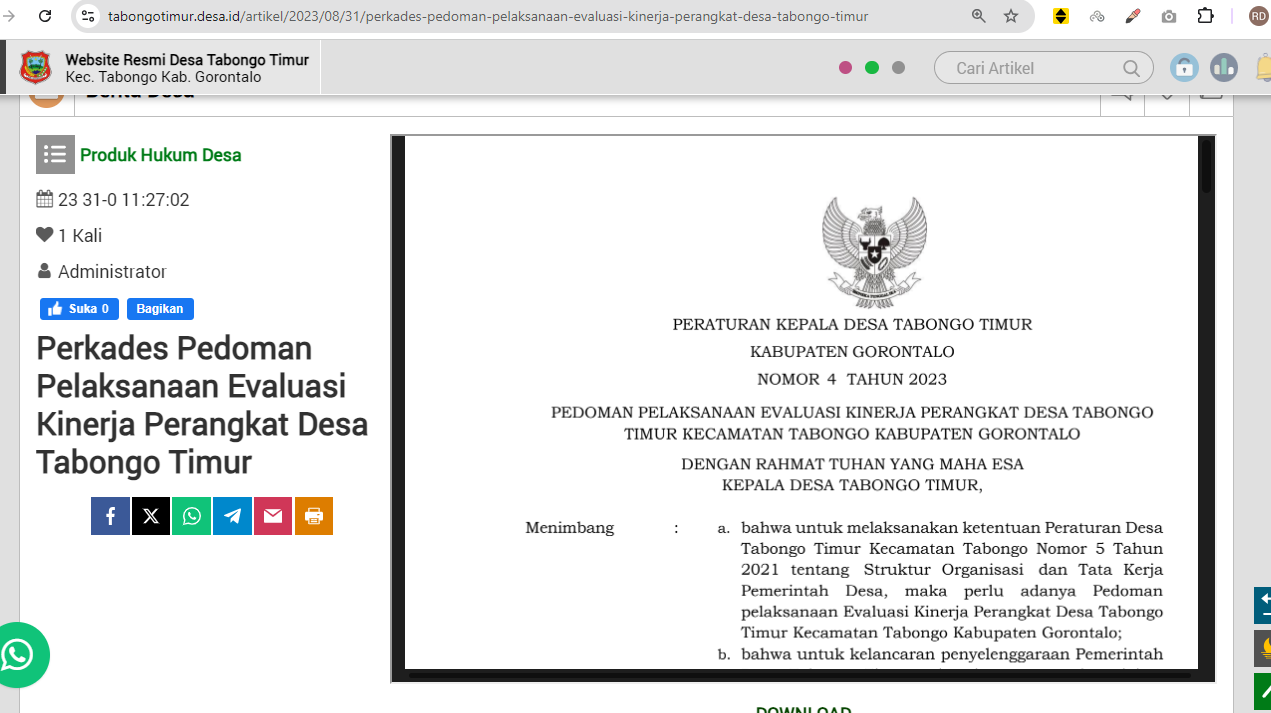 tabongotimur.desa.id/artikel/2023/08/31/perkades-pedoman-pelaksanaan-evaluasi-kinerja-perangkat-desa-tabongo-timur
RD
Website Resmi Desa Tabongo Timur
Kec. Tabongo Kab. Gorontalo
Cari Artikel
Berita Desa
Produk Hukum Desa
23 31-0 11:27:02
1 Kali
Administrator
Suka 0 Bagikan
Perkades Pedoman
Pelaksanaan Evaluasi
Kinerja Perangkat Desa
Tabongo Timur
PERATURAN KEPALA DESA TABONGO TIMUR
KABUPATEN GORONTALO
NOMOR 4 TAHUN 2023
PEDOMAN PELAKSANAAN EVALUASI KINERJA PERANGKAT DESA TABONGO
TIMUR KECAMATAN TABONGO KABUPATEN GORONTALO
DENGAN RAHMAT TUHAN YANG MAHA ESA
KEPALA DESA TABONGO TIMUR,
Menimbang : a. bahwa untuk melaksanakan ketentuan Peraturan Desa
Tabongo Timur Kecamatan Tabongo Nomor 5 Tahun
2021 tentang Struktur Organisasi dan Tata Kerja
Pemerintah Desa, maka perlu adanya Pedoman
pelaksanaan Evaluasi Kinerja Perangkat Desa Tabongo
Timur Kecamatan Tabongo Kabupaten Gorontalo;
b. bahwa untuk kelancaran penyelenggaraan Pemerintah
DOWNLOAD